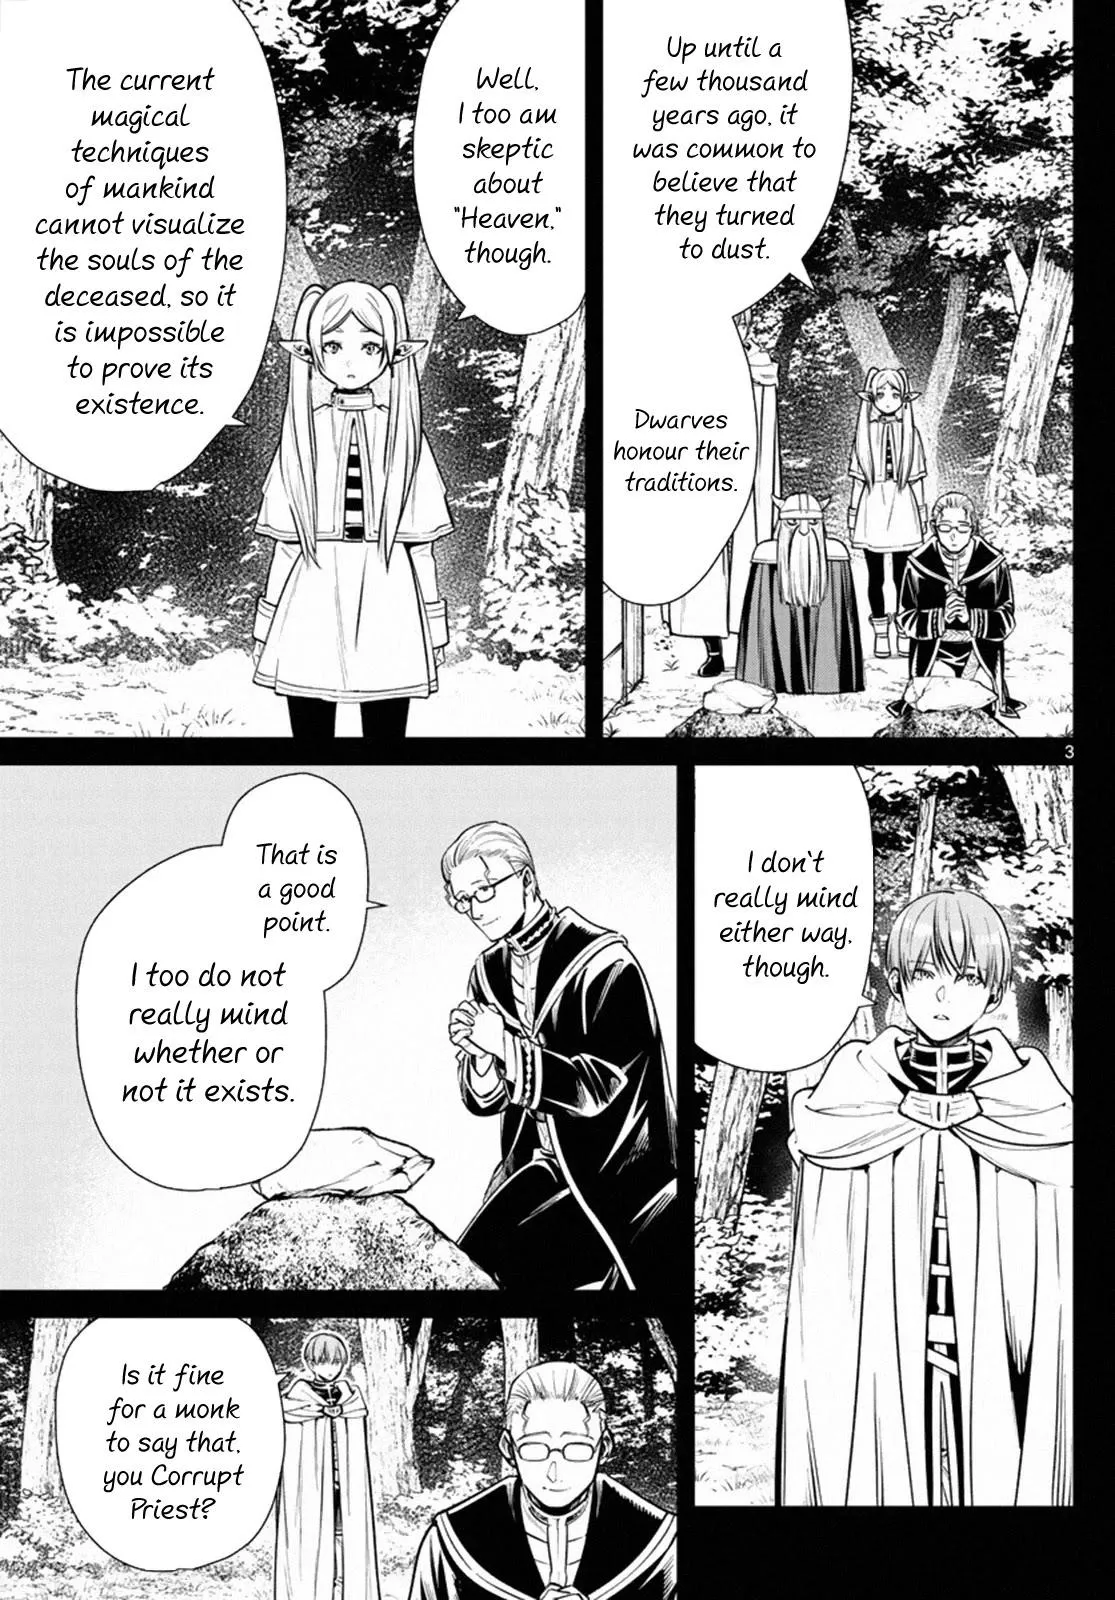 Up until a
few thousand
years ago, it
was common to
believe that
they turned
to dust.
Dwarves
honour their
traditions.
Well,
I too am
skeptic
about
"Heaven,"
though.
The current
magical
techniques
of mankind
cannot visualize
the souls of the
deceased, so it
is impossible
to prove its
existence.
3
I don't
really mind
either way,
though.
That is
a good
point.
I too do not
really mind
whether or
not it exists.
Is it fine
for a monk
to say that,
you Corrupt
Priest?